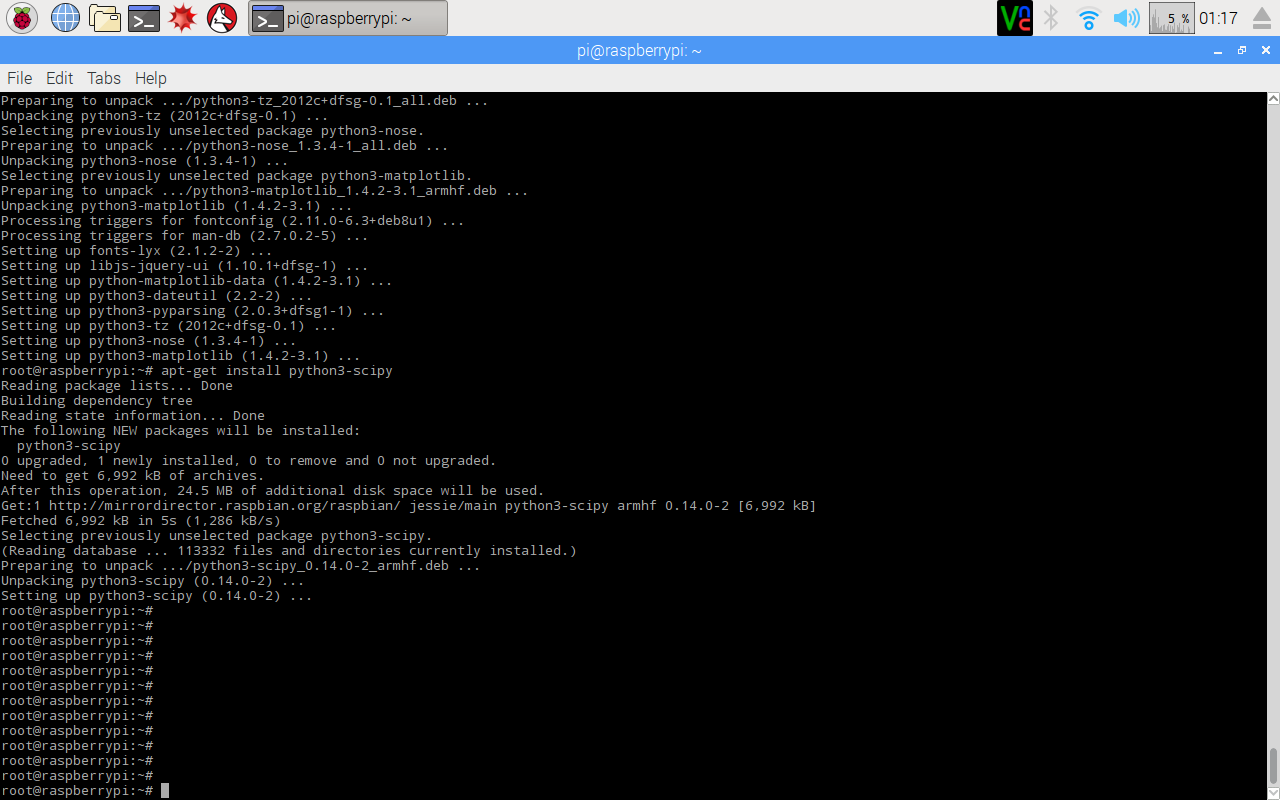 pi@raspberrypi: ~
5 %
01:17
pi@raspberrypi: ~
File Edit Tabs Help
Preparing to unpack .../python3-tz_2012c+dfsg-0.1_all.deb ...
Unpacking python3-tz (2012c+dfsg-0.1) ...
Selecting previously unselected package python3-nose.
Preparing to unpack .../python3-nose_1.3.4-1_all.deb ...
Unpacking python3-nose (1.3.4-1) ...
Selecting previously unselected package python3-matplotlib.
Preparing to unpack .../python3-matplotlib_1.4.2-3.1_armhf.deb ...
Unpacking python3-matplotlib (1.4.2-3.1) ...
Processing triggers for fontconfig (2.11.0-6.3+deb8u1) ...
Processing triggers for man-db (2.7.0.2-5) ...
Setting up fonts-lyx (2.1.2-2) ...
Setting up libjs-jquery-ui (1.10.1+dfsg-1) ...
Setting up python-matplotlib-data (1.4.2-3.1) ...
Setting up python3-dateutil (2.2-2) ...
Setting up python3-pyparsing (2.0.3+dfsg1-1) ...
Setting up python3-tz (2012c+dfsg-0.1) ...
Setting up python3-nose (1.3.4-1) ...
Setting up python3-matplotlib (1.4.2-3.1) ...
root@raspberrypi:~# apt-get install python3-scipy
Reading package lists... Done
Building dependency tree
Reading state information... Done
The following NEW packages will be installed:
  python3-scipy
0 upgraded, 1 newly installed, 0 to remove and 0 not upgraded.
Need to get 6,992 kB of archives.
After this operation, 24.5 MB of additional disk space will be used.
Get:1 http://mirrordirector.raspbian.org/raspbian/ jessie/main python3-scipy armhf 0.14.0-2 [6,992 kB]
Fetched 6,992 kB in 5s (1,286 kB/s)
Selecting previously unselected package python3-scipy.
(Reading database ... 113332 files and directories currently installed.)
Preparing to unpack .../python3-scipy_0.14.0-2_armhf.deb ...
Unpacking python3-scipy (0.14.0-2) ...
Setting up python3-scipy (0.14.0-2) ...
root@raspberrypi:~#
root@raspberrypi:~#
root@raspberrypi:~#
root@raspberrypi:~#
root@raspberrypi:~#
root@raspberrypi:~#
root@raspberrypi:~#
root@raspberrypi:~#
root@raspberrypi:~#
root@raspberrypi:~#
root@raspberrypi:~#
root@raspberrypi:~#
root@raspberrypi:~#